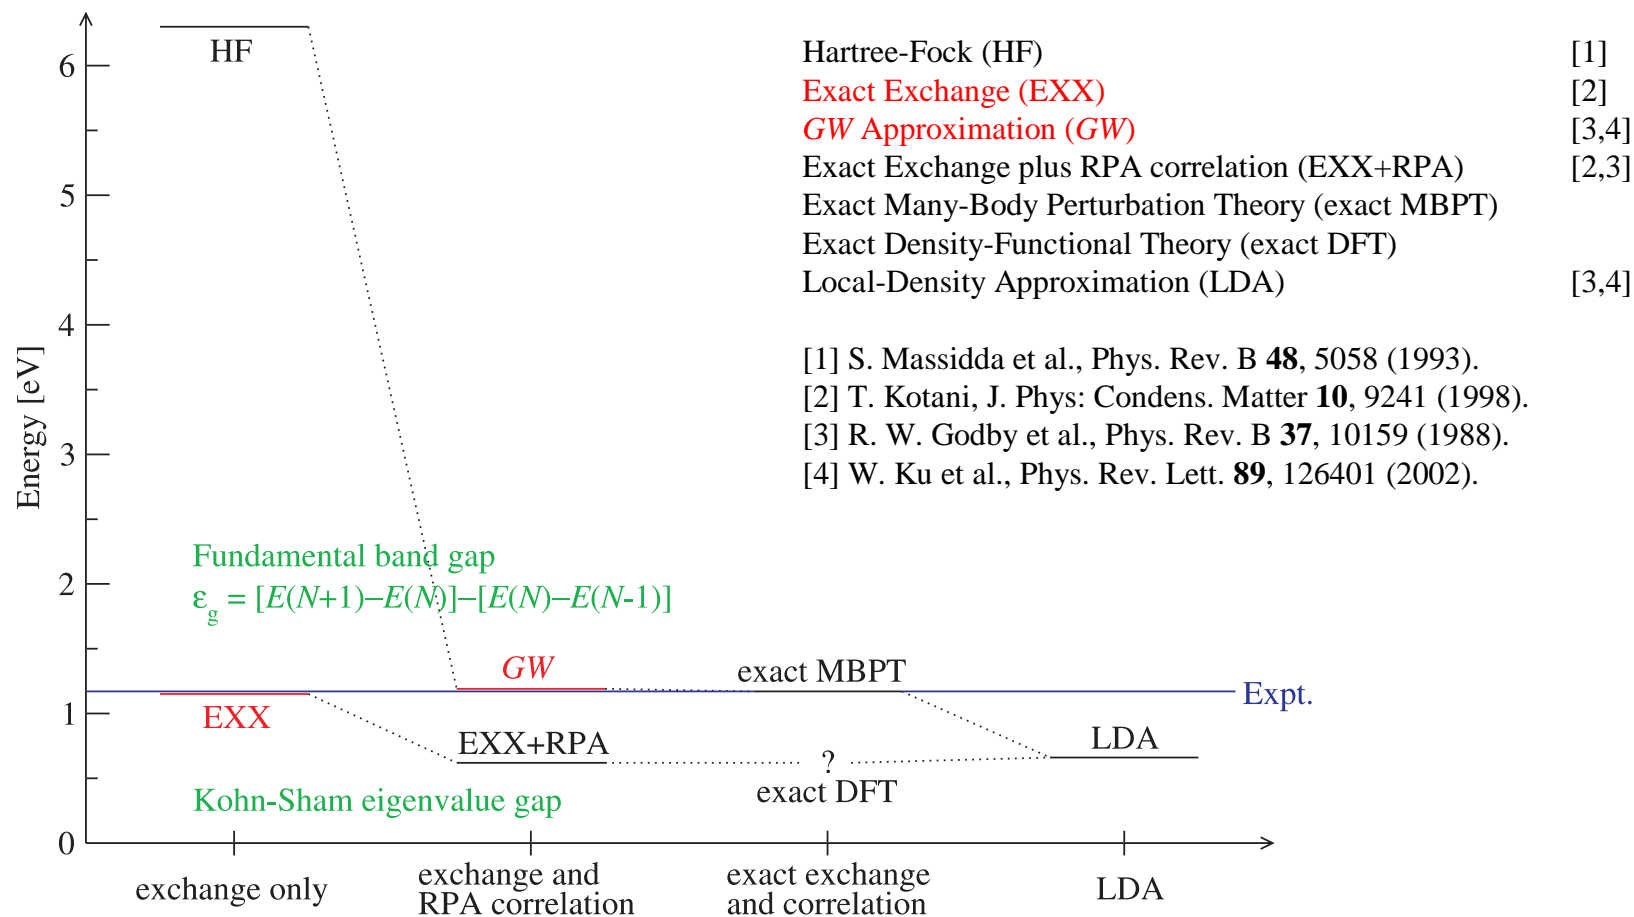 6
5
4
3
2
1
0
Energy [eV]
HF
Fundamental band gap
ε_g = [E(N+1)−E(N)]−[E(N)−E(N-1)]
GW
exact MBPT
Expt.
EXX
EXX+RPA
?
LDA
exact DFT
Kohn-Sham eigenvalue gap
exchange only
exchange and
RPA correlation
exact exchange
and correlation
LDA
Hartree-Fock (HF) [1]
Exact Exchange (EXX) [2]
GW Approximation (GW) [3,4]
Exact Exchange plus RPA correlation (EXX+RPA) [2,3]
Exact Many-Body Perturbation Theory (exact MBPT)
Exact Density-Functional Theory (exact DFT)
Local-Density Approximation (LDA) [3,4]
[1] S. Massidda et al., Phys. Rev. B 48, 5058 (1993).
[2] T. Kotani, J. Phys: Condens. Matter 10, 9241 (1998).
[3] R. W. Godby et al., Phys. Rev. B 37, 10159 (1988).
[4] W. Ku et al., Phys. Rev. Lett. 89, 126401 (2002).